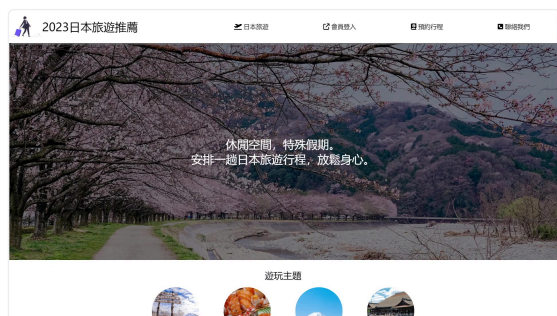 2023日本旅遊推薦
日本旅遊
會員登入
預約行程
聯絡我們
休閒空間，特殊假期。
安排一趟日本旅遊行程，放鬆身心。
遊玩主題